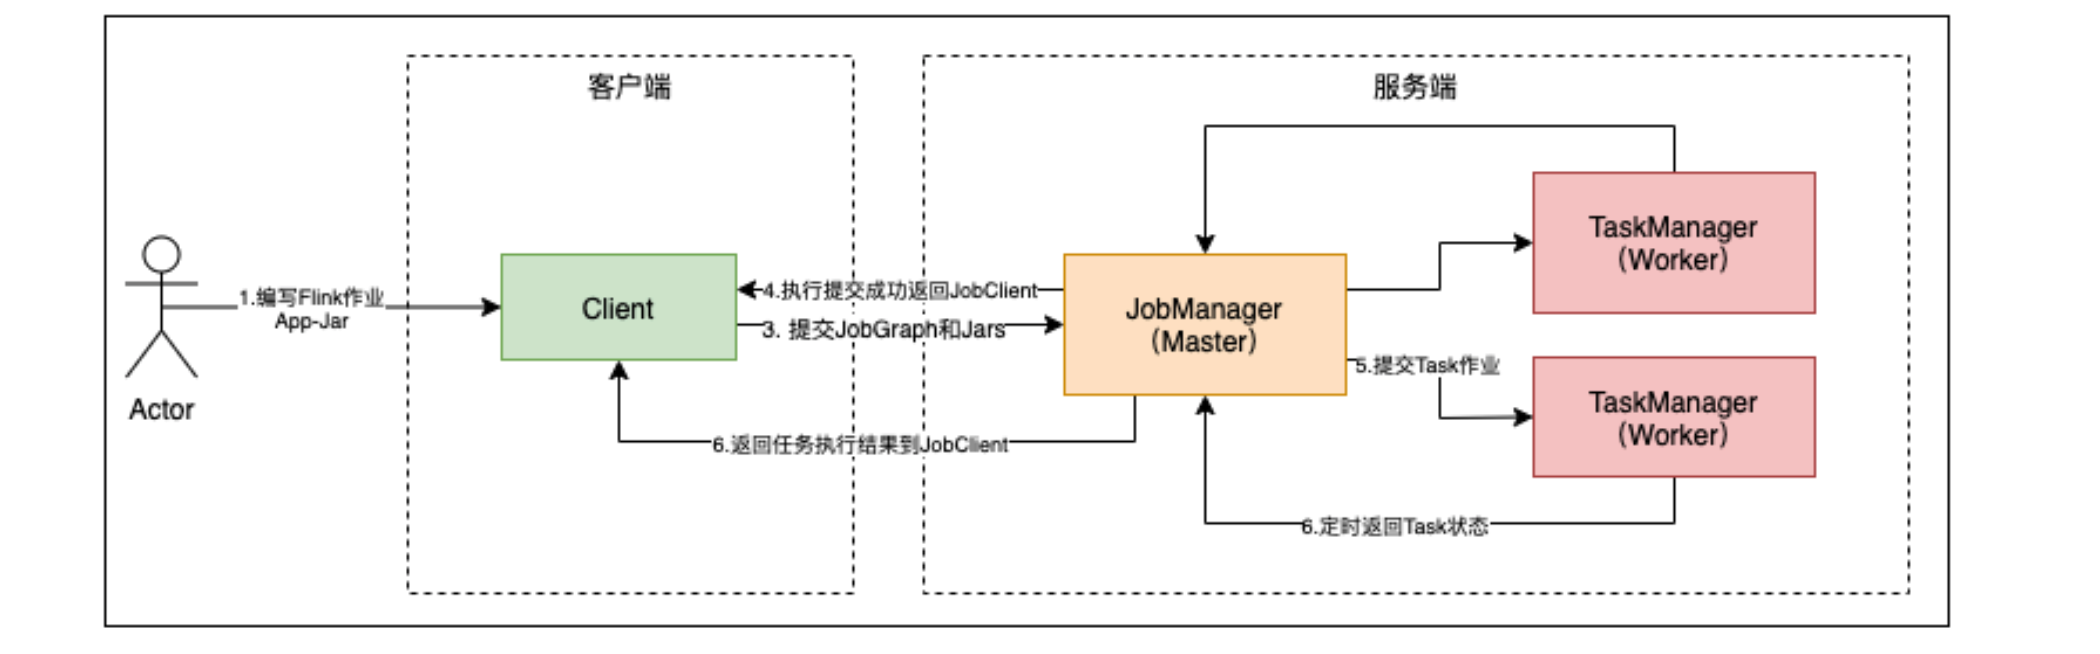 客户端
服务端
TaskManager
（Worker）
1.编写Flink作业
App-Jar
Client
4.执行提交成功返回JobClient
3. 提交JobGraph和Jars
JobManager
（Master）
5.提交Task作业
TaskManager
（Worker）
Actor
6.返回任务执行结果到JobClient
6.定时返回Task状态